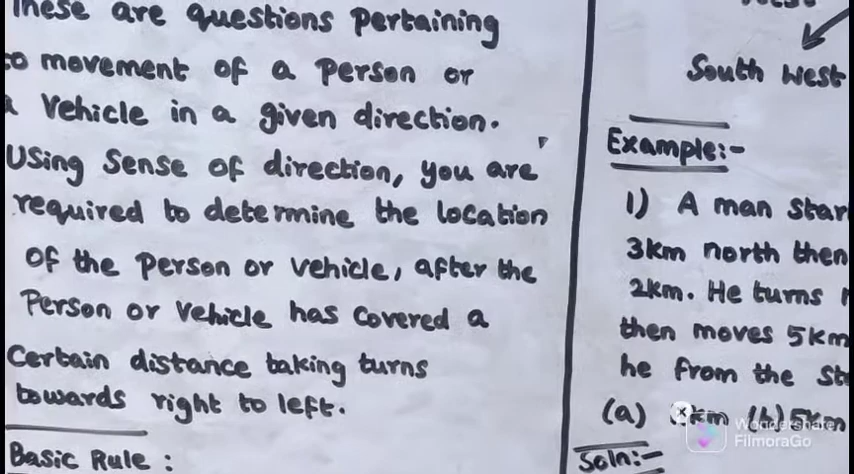 These are questions pertaining
to movement of a person or
a vehicle in a given direction.
Using Sense of direction, you are
required to determine the location
of the person or vehicle, after the
Person or vehicle has covered a
Certain distance taking turns
towards right to left.
Basic Rule:
South West
Example:-
1) A man star
3km north then
2km. He turns
then moves 5km
he from the St
(a) km (b) 5km
Soln:-
Wondershare
FilmoraGo